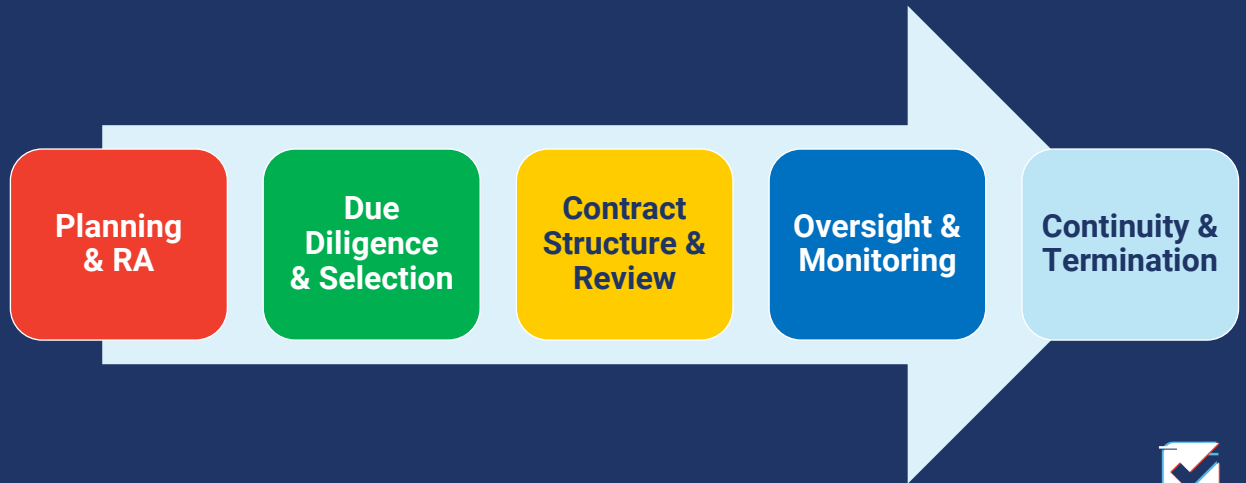 Planning
& RA
Due
Diligence
& Selection
Contract
Structure &
Review
Oversight &
Monitoring
Continuity &
Termination